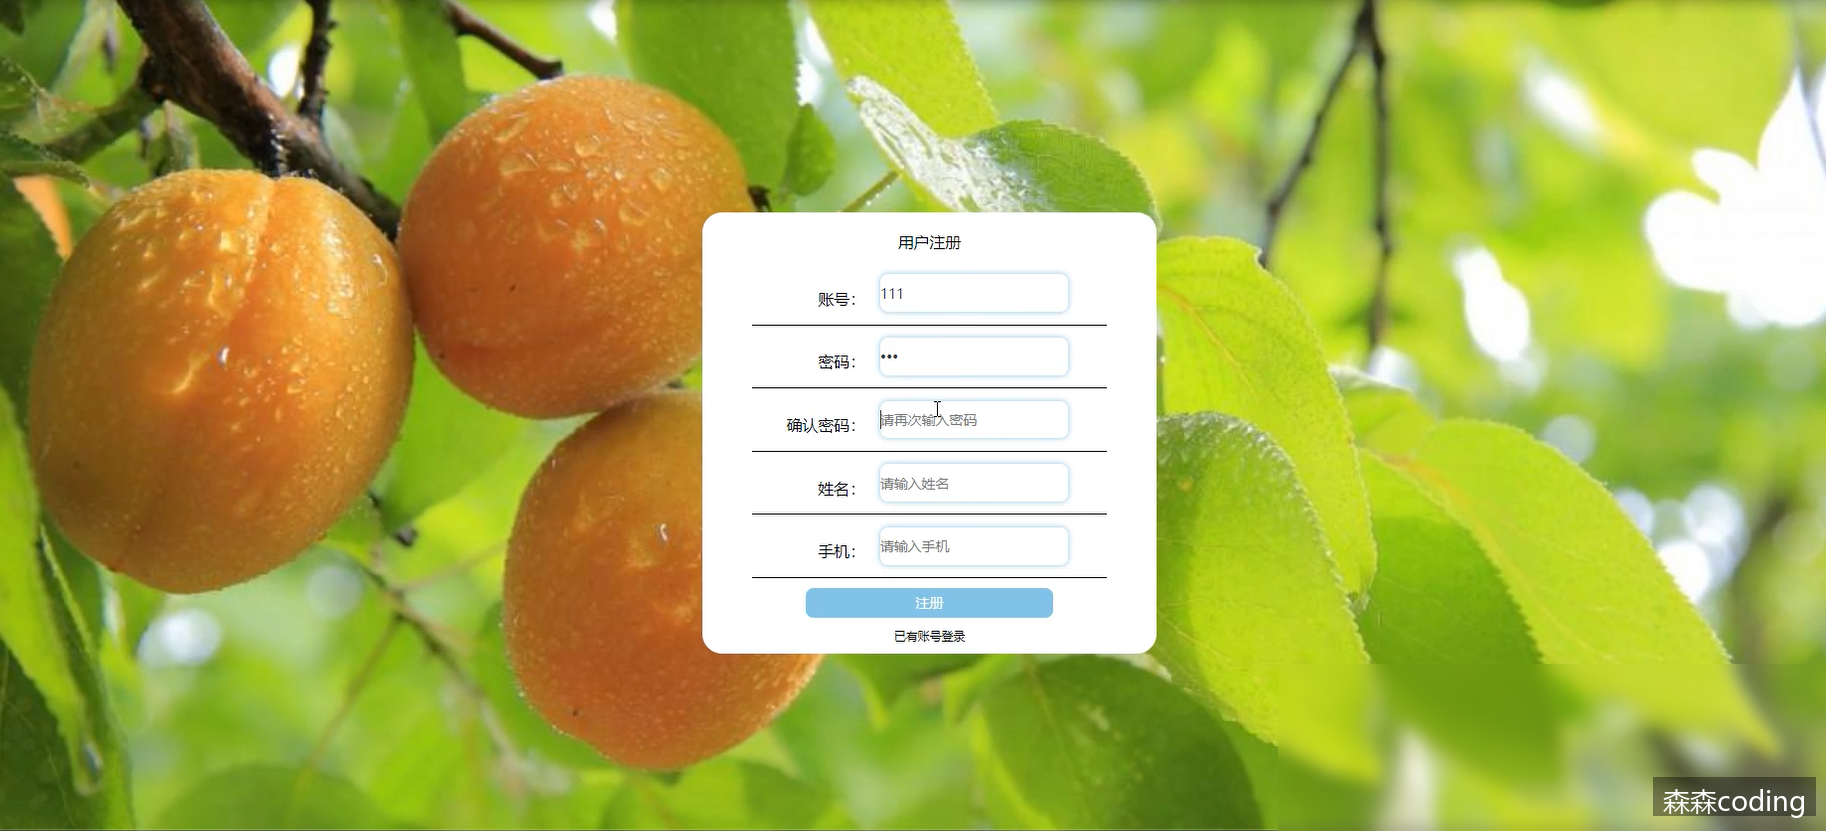 用户注册
账号： 111
密码： •••
确认密码： 请再次输入密码
姓名： 请输入姓名
手机： 请输入手机
注册
已有账号登录
森森coding